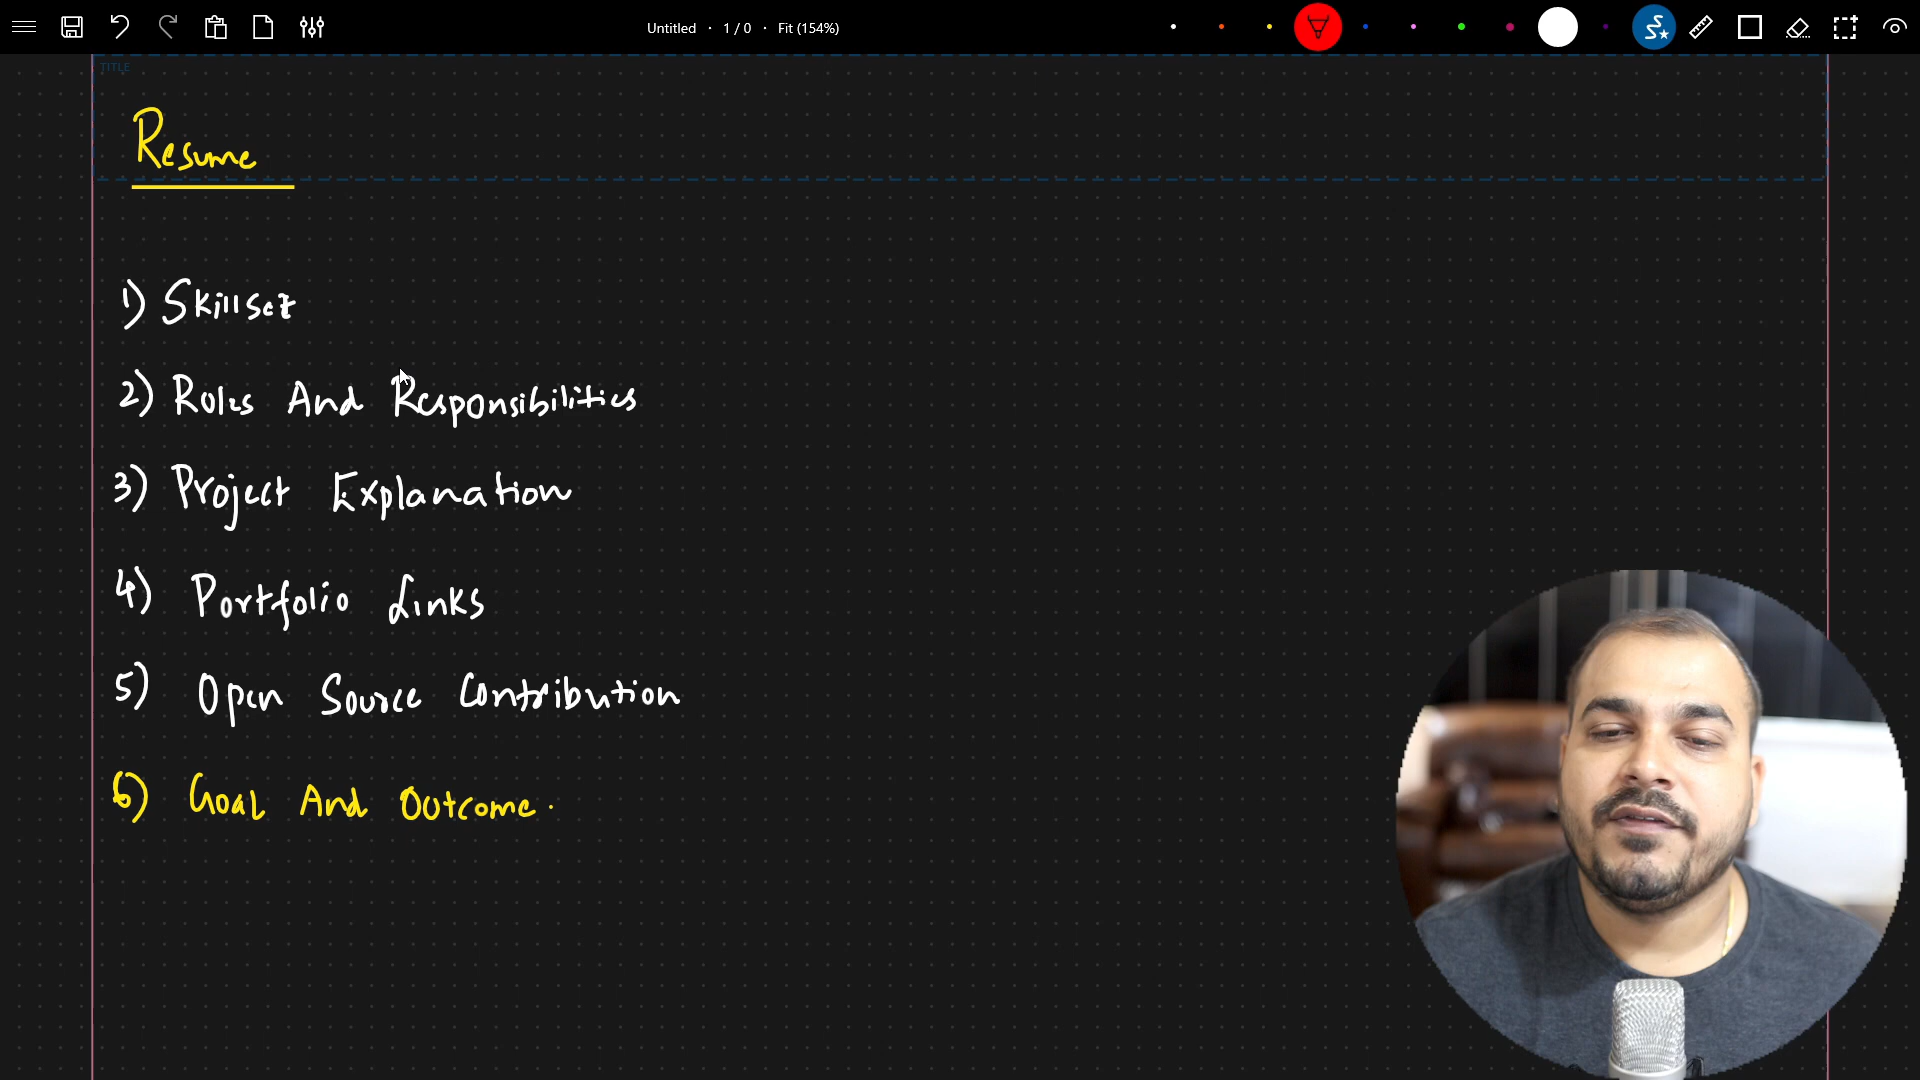 Untitled · 1 / 0 · Fit (154%)
TITLE
Resume
1) Skillset
2) Roles And Responsibilities
3) Project Explanation
4) Portfolio Links
5) Open Source Contribution
6) Goal And Outcome.